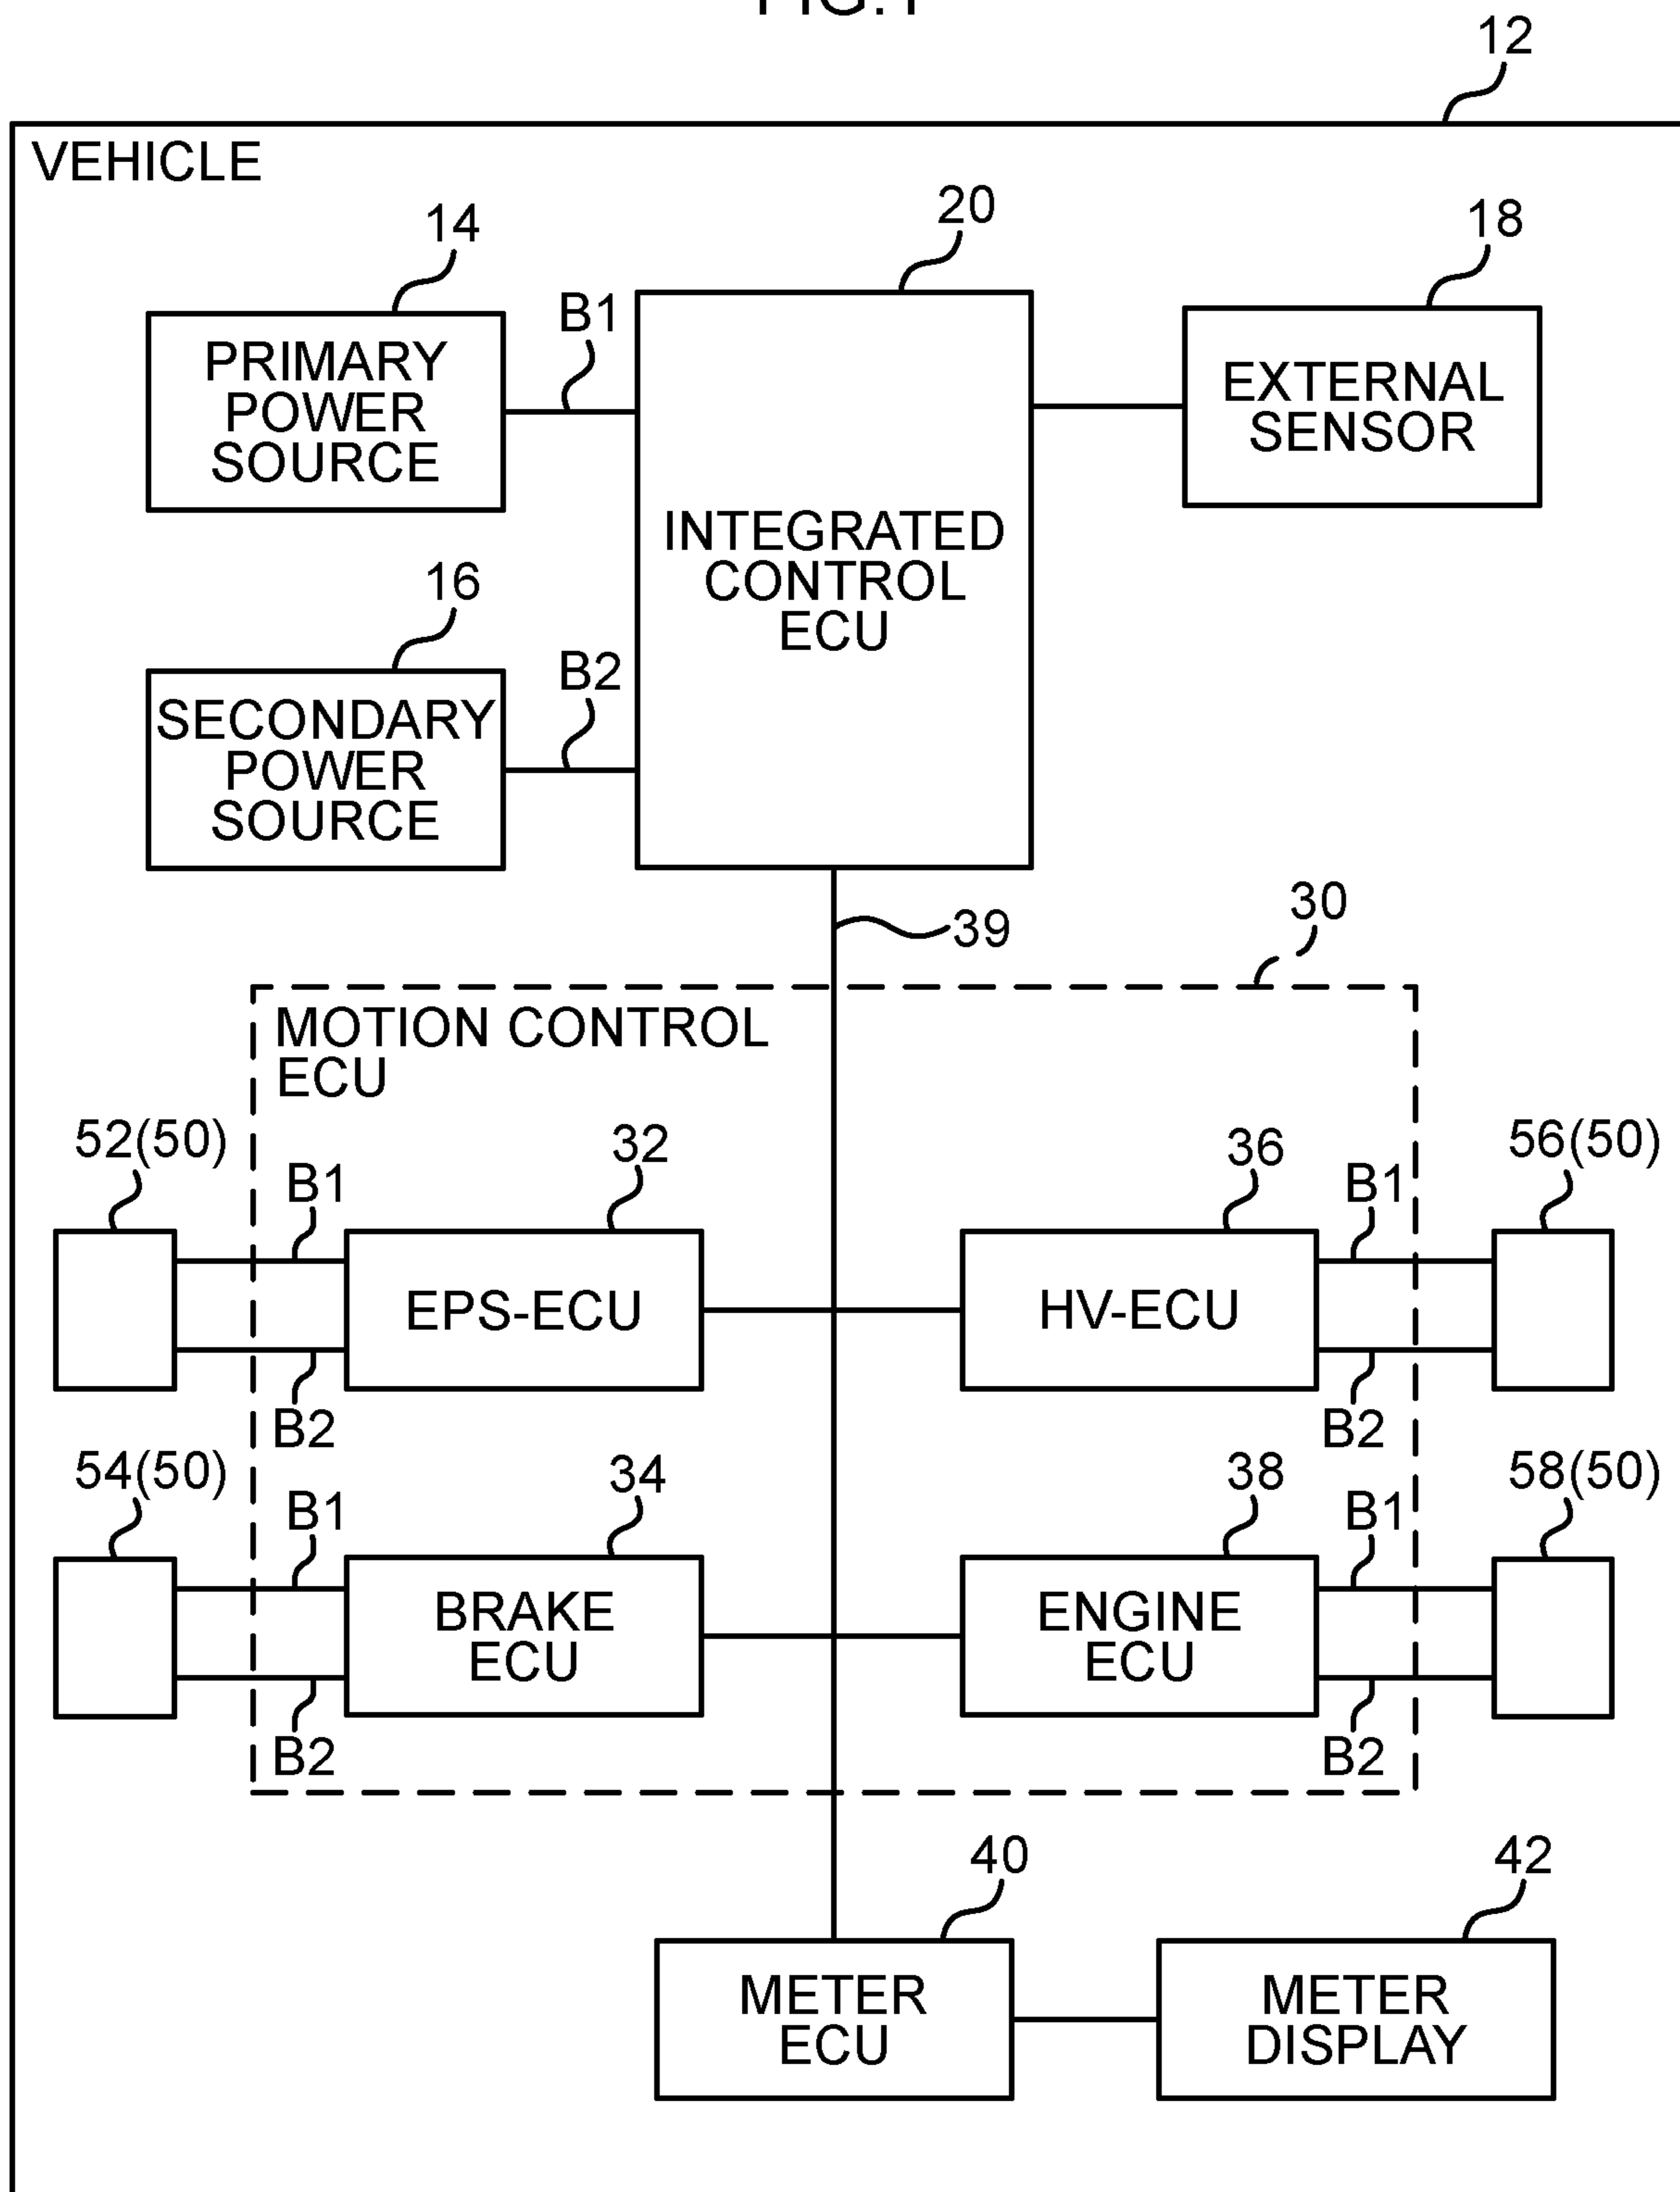 FIG.1
12
VEHICLE
14
20
18
B1
PRIMARY
POWER
SOURCE
EXTERNAL
SENSOR
INTEGRATED
CONTROL
ECU
16
B2
SECONDARY
POWER
SOURCE
30
39
MOTION CONTROL
ECU
52(50)
B1
32
36
B1
56(50)
EPS-ECU
HV-ECU
B2
B2
54(50)
B1
34
38
B1
58(50)
BRAKE
ECU
ENGINE
ECU
B2
B2
40
42
METER
ECU
METER
DISPLAY